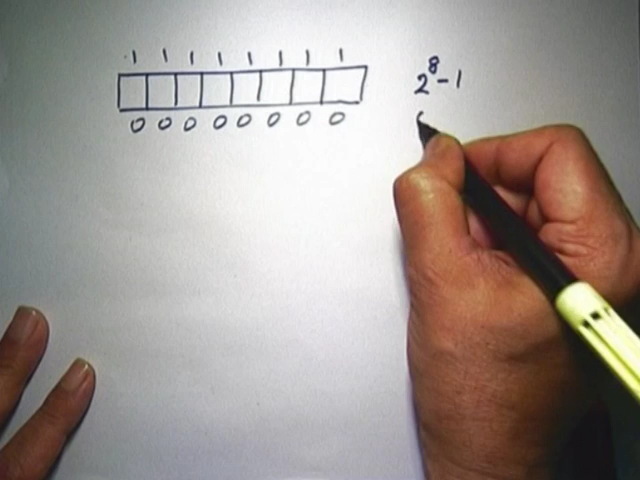 1 1 1 1 1 1 1 1
0 0 0 0 0 0 0 0
2⁸-1